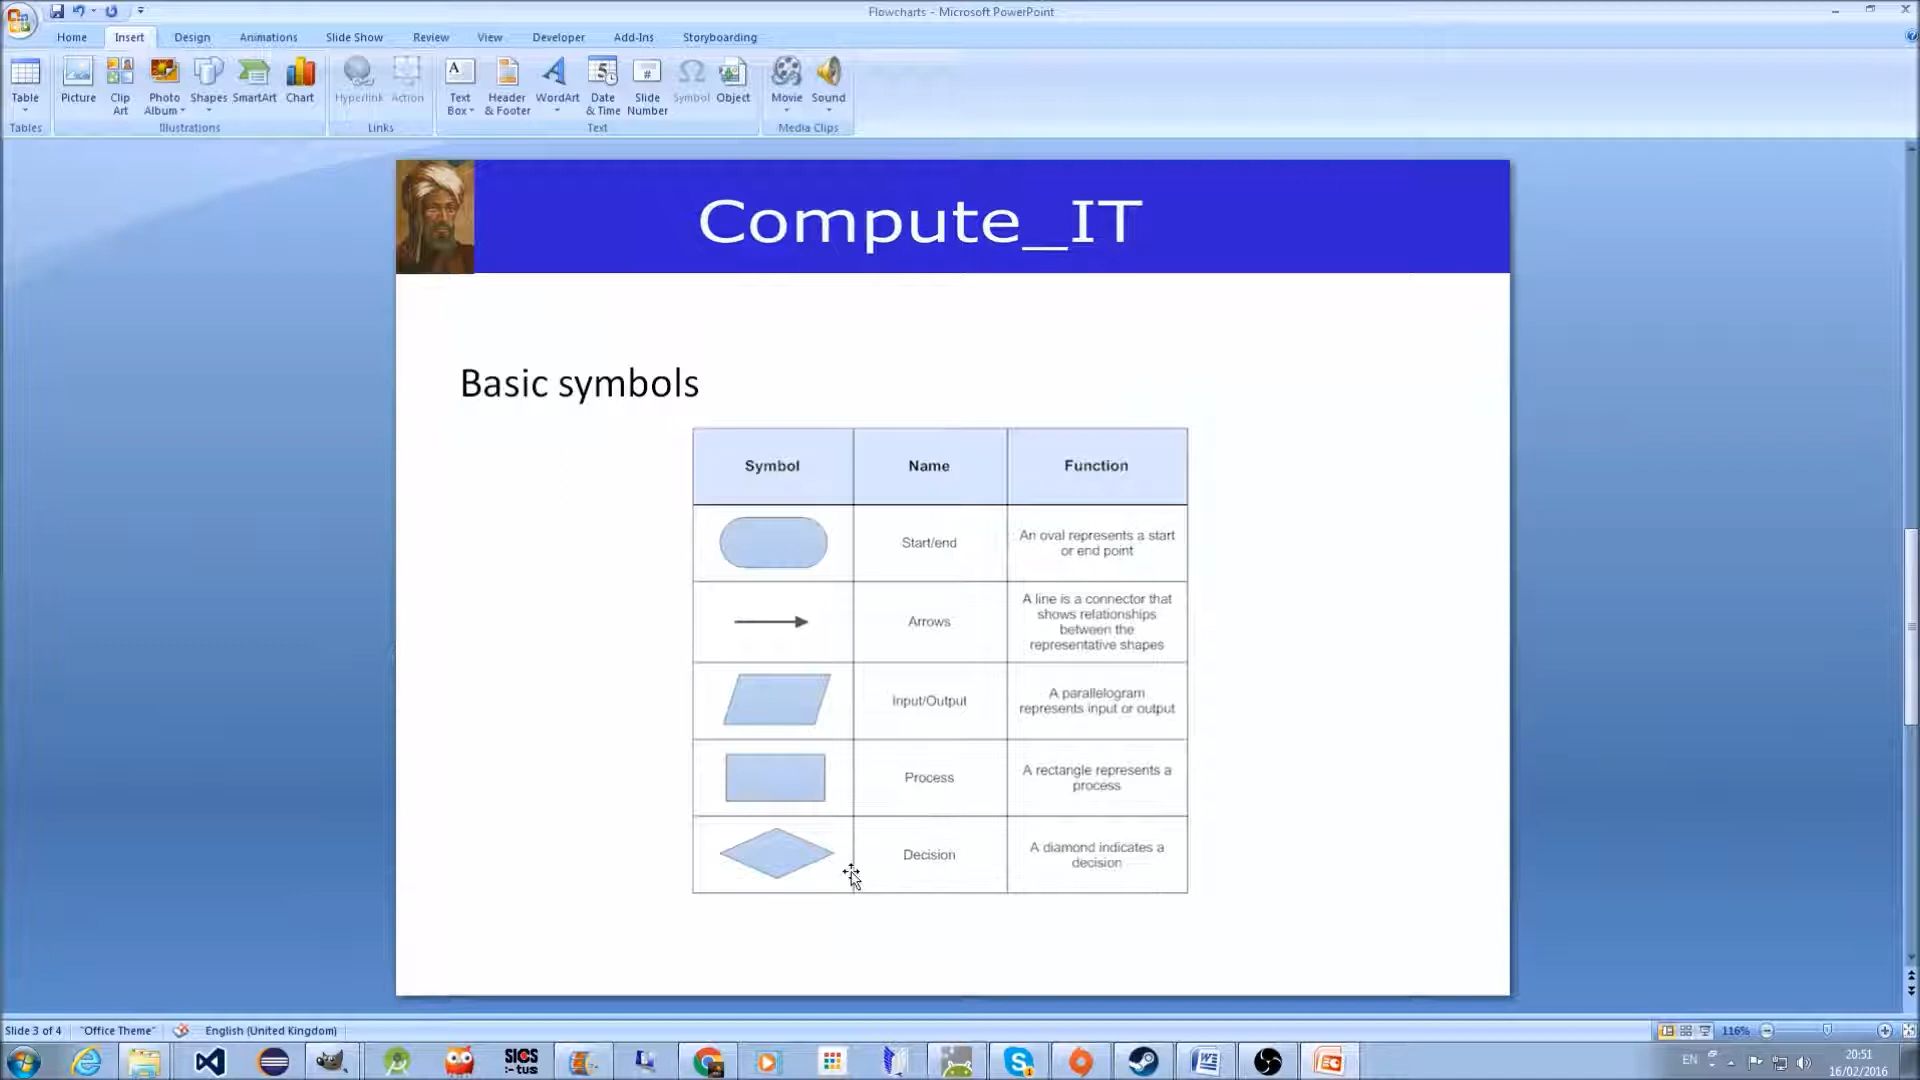 Flowcharts - Microsoft PowerPoint
Home Insert Design Animations Slide Show Review View Developer Add-Ins Storyboarding
Table
Picture
Clip Art
Photo Album
Shapes
SmartArt
Chart
Hyperlink
Action
Text Box
Header & Footer
WordArt
Date & Time
Slide Number
Symbol
Object
Movie
Sound
Tables Illustrations Links Text Media Clips
Compute_IT
Basic symbols
Symbol Name Function
Start/end
An oval represents a start
or end point
Arrows
A line is a connector that
shows relationships
between the
representative shapes
Input/Output
A parallelogram
represents input or output
Process
A rectangle represents a
process
Decision
A diamond indicates a
decision
Slide 3 of 4 "Office Theme" English (United Kingdom) 116%
SICS
:-tus
EN
20:51
16/02/2016